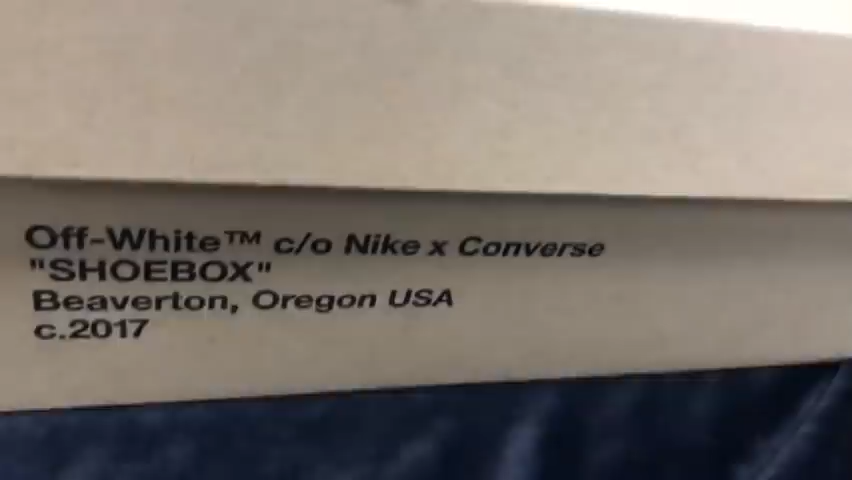 Off-White™ c/o Nike x Converse
"SHOEBOX"
Beaverton, Oregon USA
c.2017